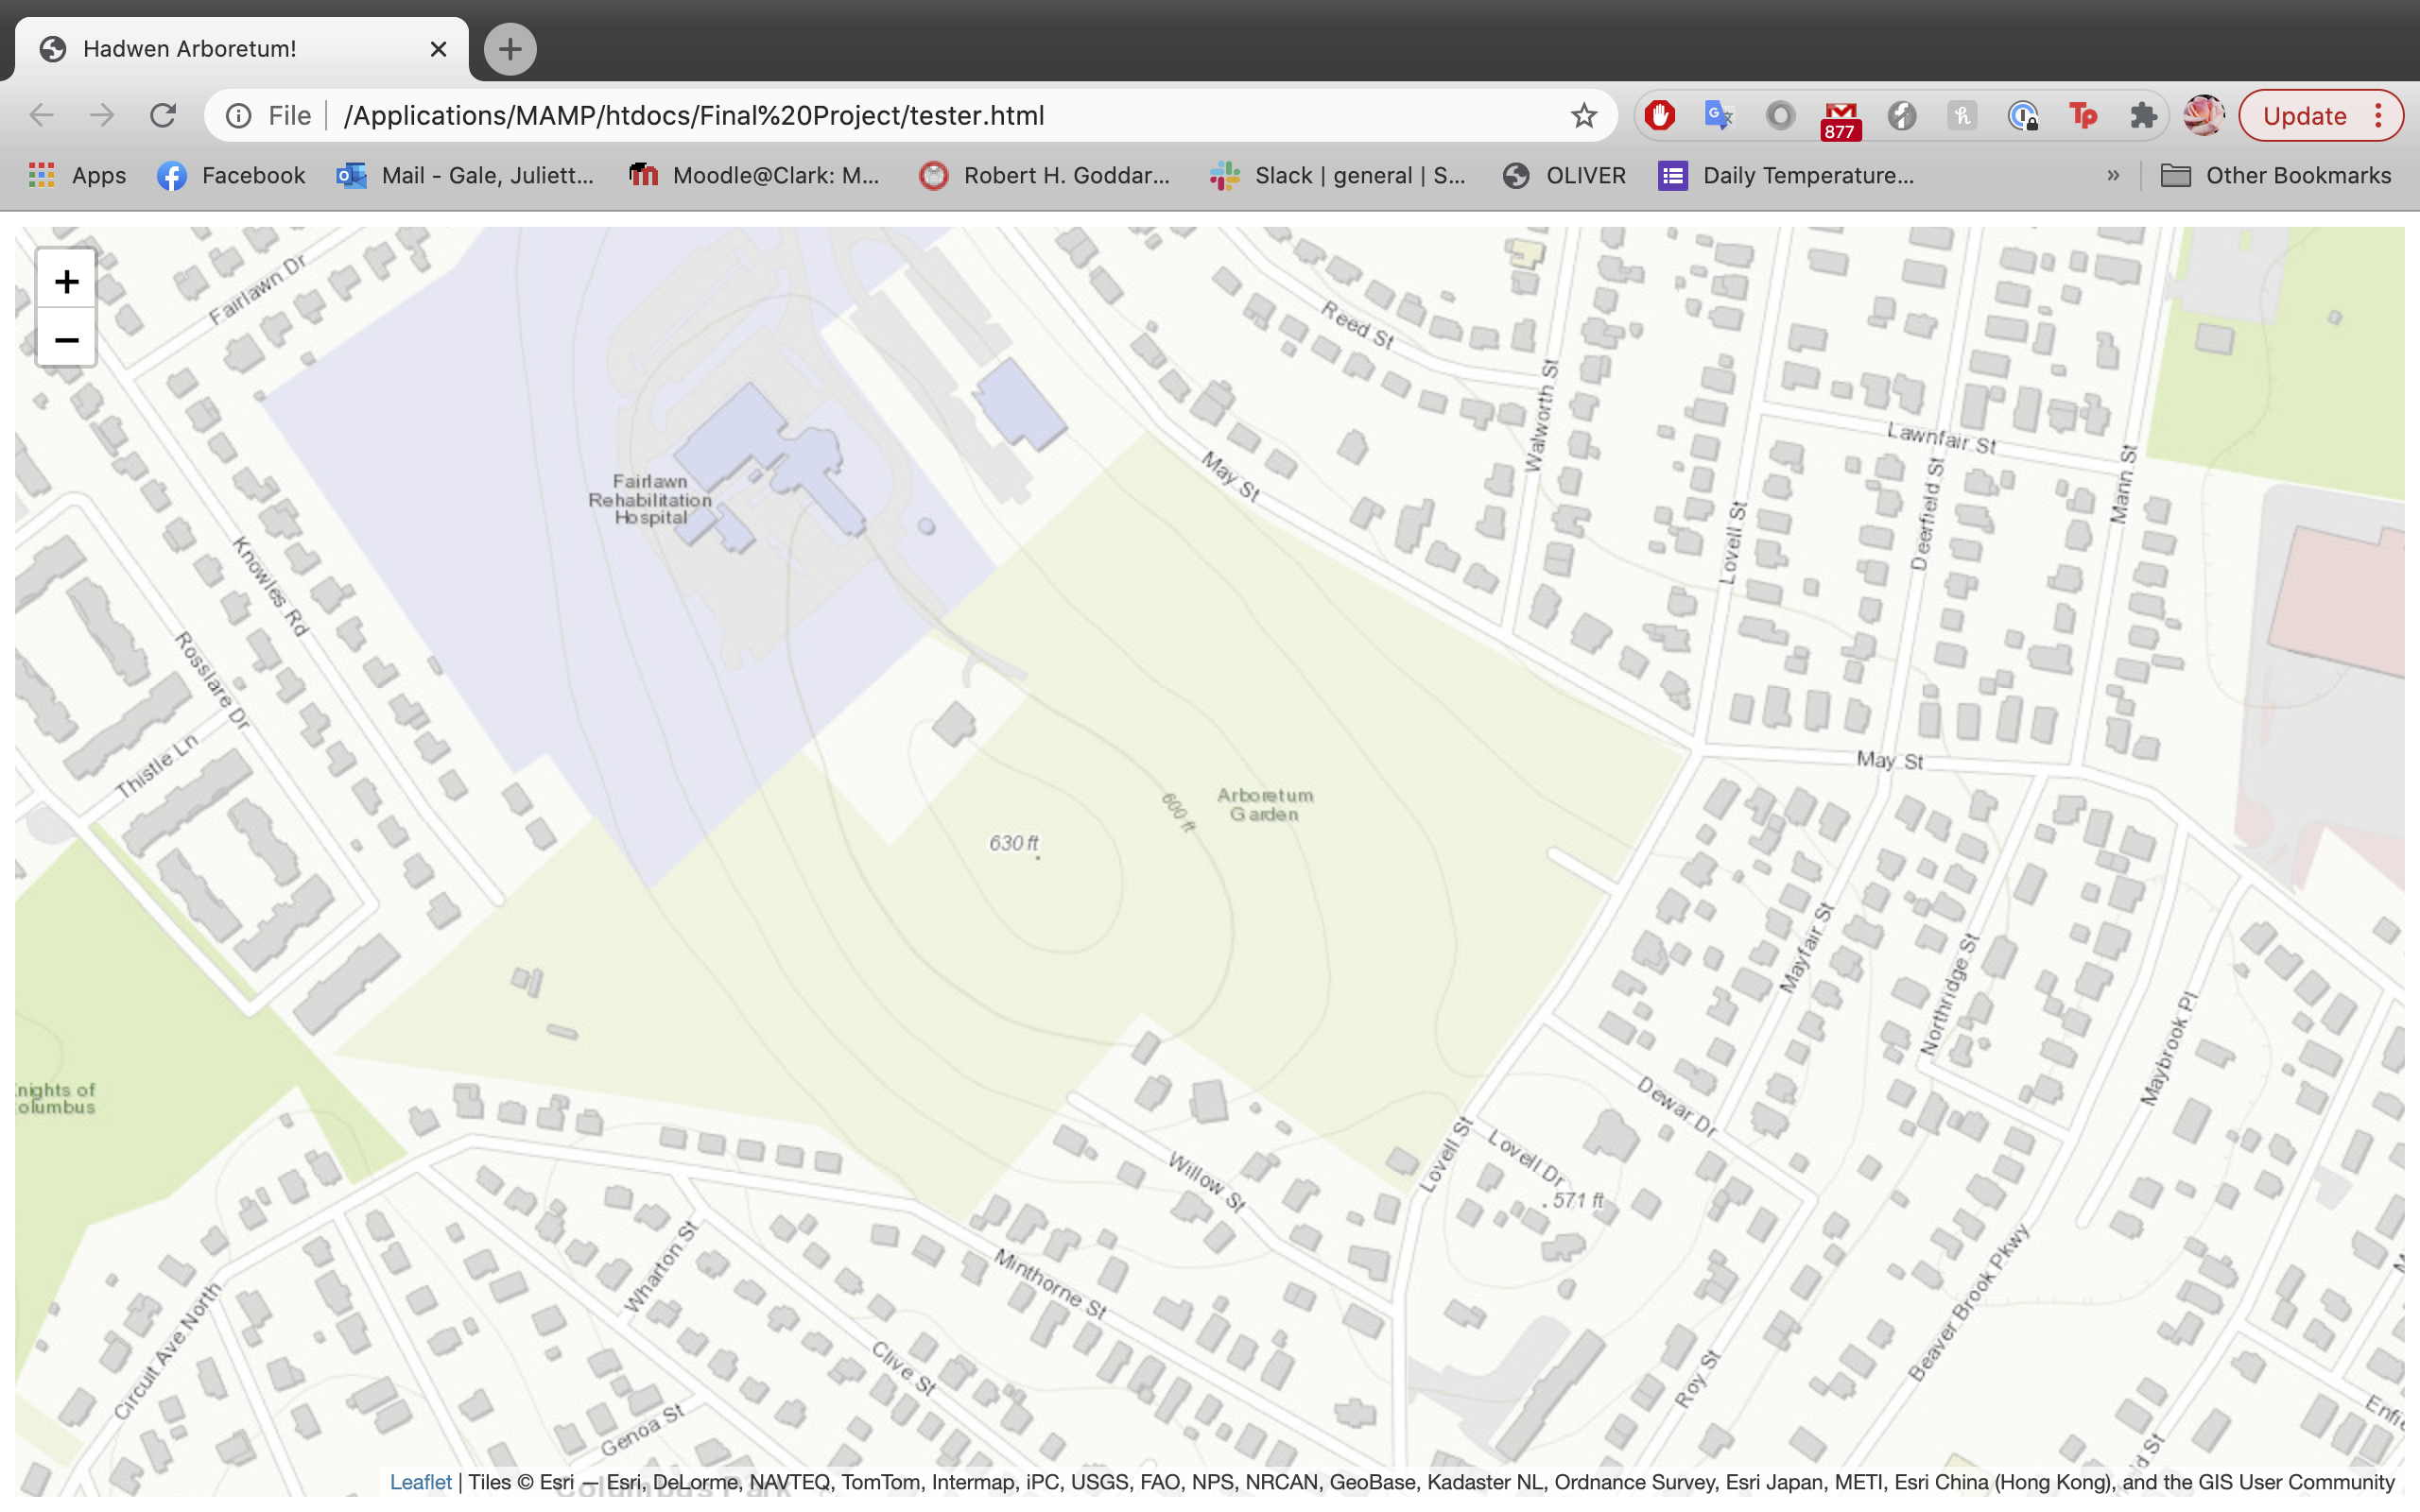 Hadwen Arboretum!
File /Applications/MAMP/htdocs/Final%20Project/tester.html
877
Tp
Update
Apps
Facebook
Mail - Gale, Juliett...
Moodle@Clark: M...
Robert H. Goddar...
Slack | general | S...
OLIVER
Daily Temperature...
»
Other Bookmarks
+
−
Fairlawn Dr
Reed St
Walworth St
Lawnfair St
Mann St
May St
Lovell St
Deerfield St
Fairlawn
Rehabilitation
Hospital
Knowles Rd
Rosslare Dr
Thistle Ln
May St
Arboretum
Garden
600 ft
630 ft
Mayfair St
Northridge St
Maybrook Pl
nights of
olumbus
Dewar Dr
Lovell St
Lovell Dr
571 ft
Willow St
Wharton St
Minthorne St
Beaver Brook Pkwy
Circuit Ave North
Clive St
Roy St
Genoa St
Enfie
d St
Columbus Park
Leaflet | Tiles © Esri — Esri, DeLorme, NAVTEQ, TomTom, Intermap, iPC, USGS, FAO, NPS, NRCAN, GeoBase, Kadaster NL, Ordnance Survey, Esri Japan, METI, Esri China (Hong Kong), and the GIS User Community